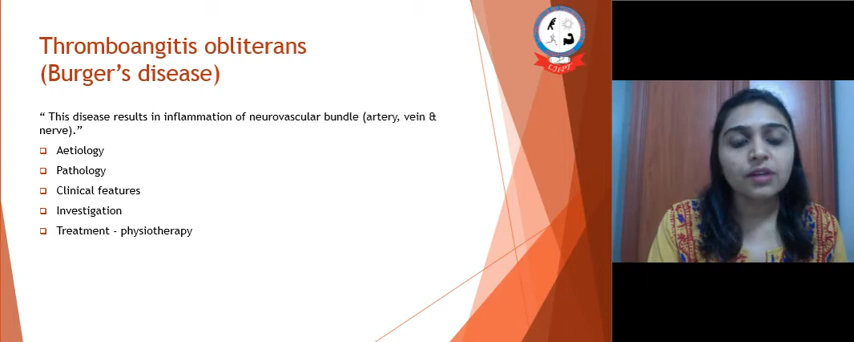 Thromboangitis obliterans
(Burger's disease)
“ This disease results in inflammation of neurovascular bundle (artery, vein &
nerve).”
Aetiology
Pathology
Clinical features
Investigation
Treatment - physiotherapy